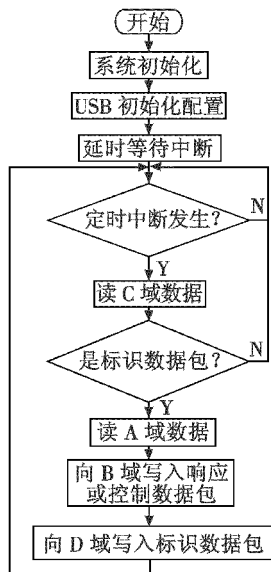 开始
系统初始化
USB 初始化配置
延时等待中断
定时中断发生?
N
Y
读 C 域数据
是标识数据包?
N
Y
读 A 域数据
向 B 域写入响应
或控制数据包
向 D 域写入标识数据包